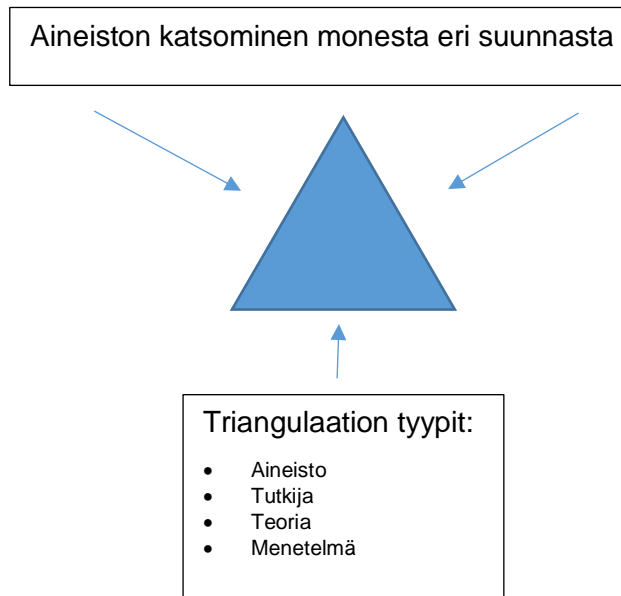 Aineiston katsominen monesta eri suunnasta
Triangulaation tyypit:
• Aineisto
• Tutkija
• Teoria
• Menetelmä